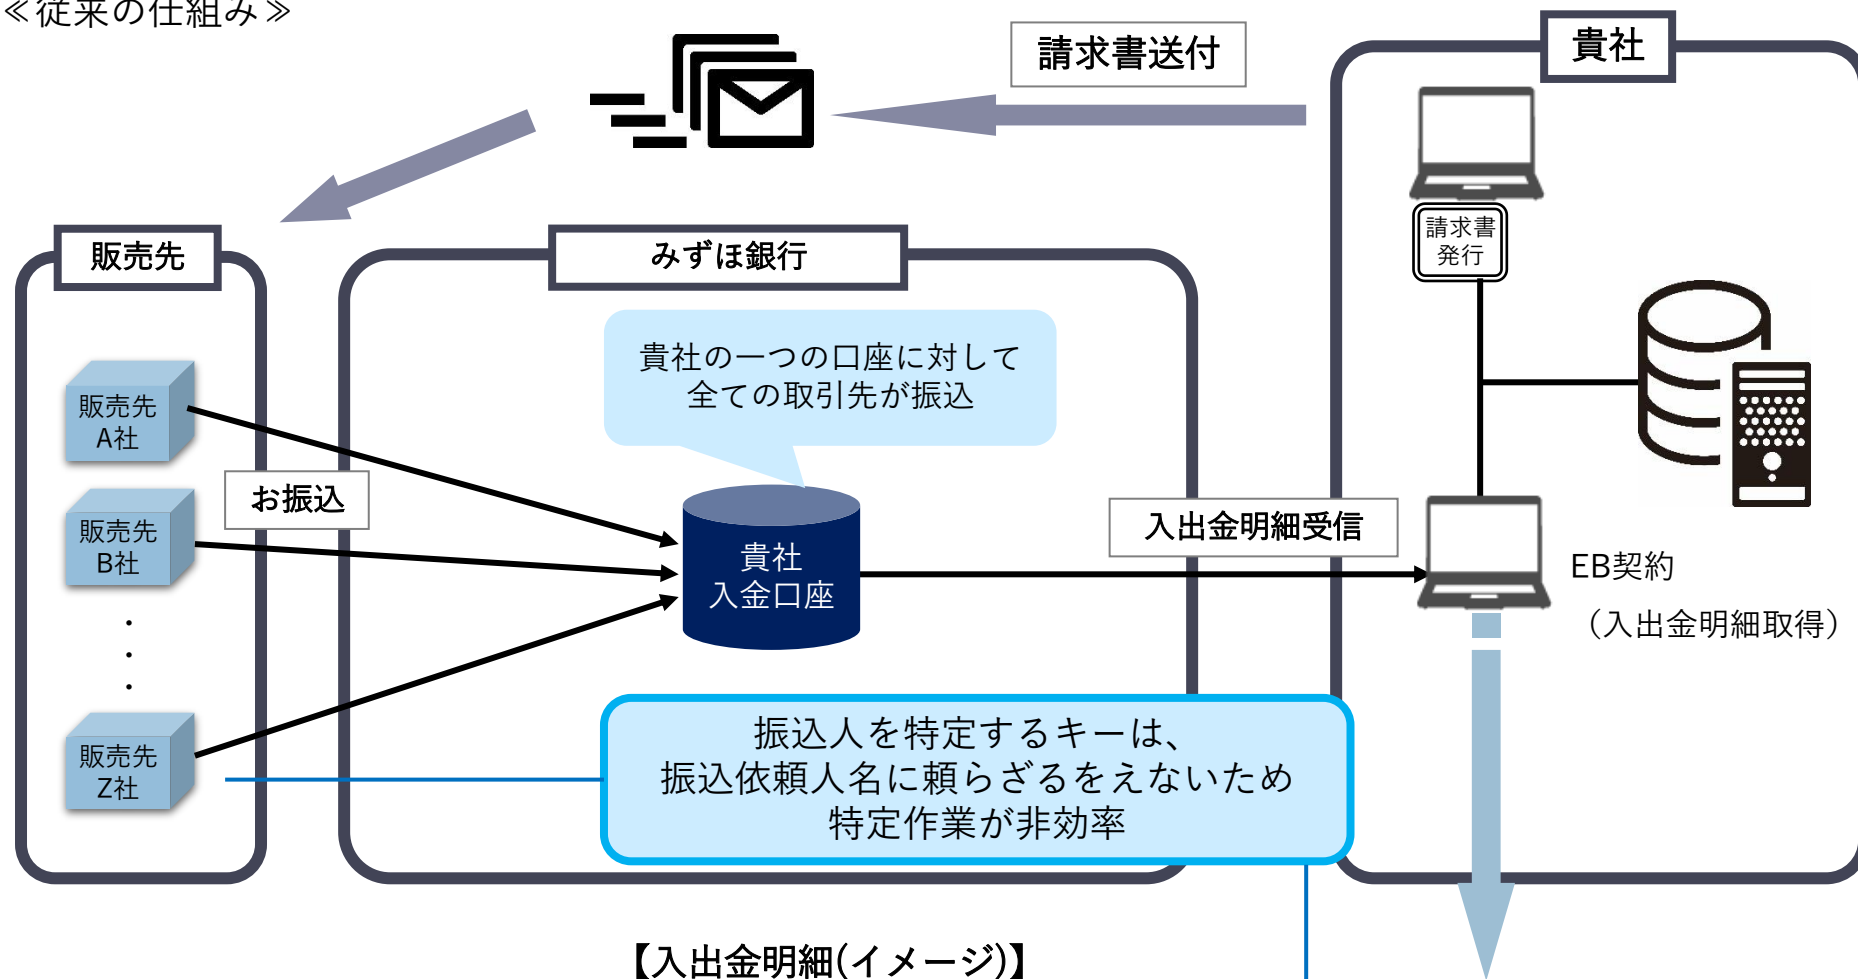 ≪従来の仕組み≫
請求書送付
貴社
請求書
発行
販売先
みずほ銀行
貴社の一つの口座に対して
全ての取引先が振込
販売先
A社
お振込
販売先
B社
・
・
・
販売先
Z社
貴社
入金口座
入出金明細受信
EB契約
（入出金明細取得）
振込人を特定するキーは、
振込依頼人名に頼らざるをえないため
特定作業が非効率
【入出金明細(イメージ)】